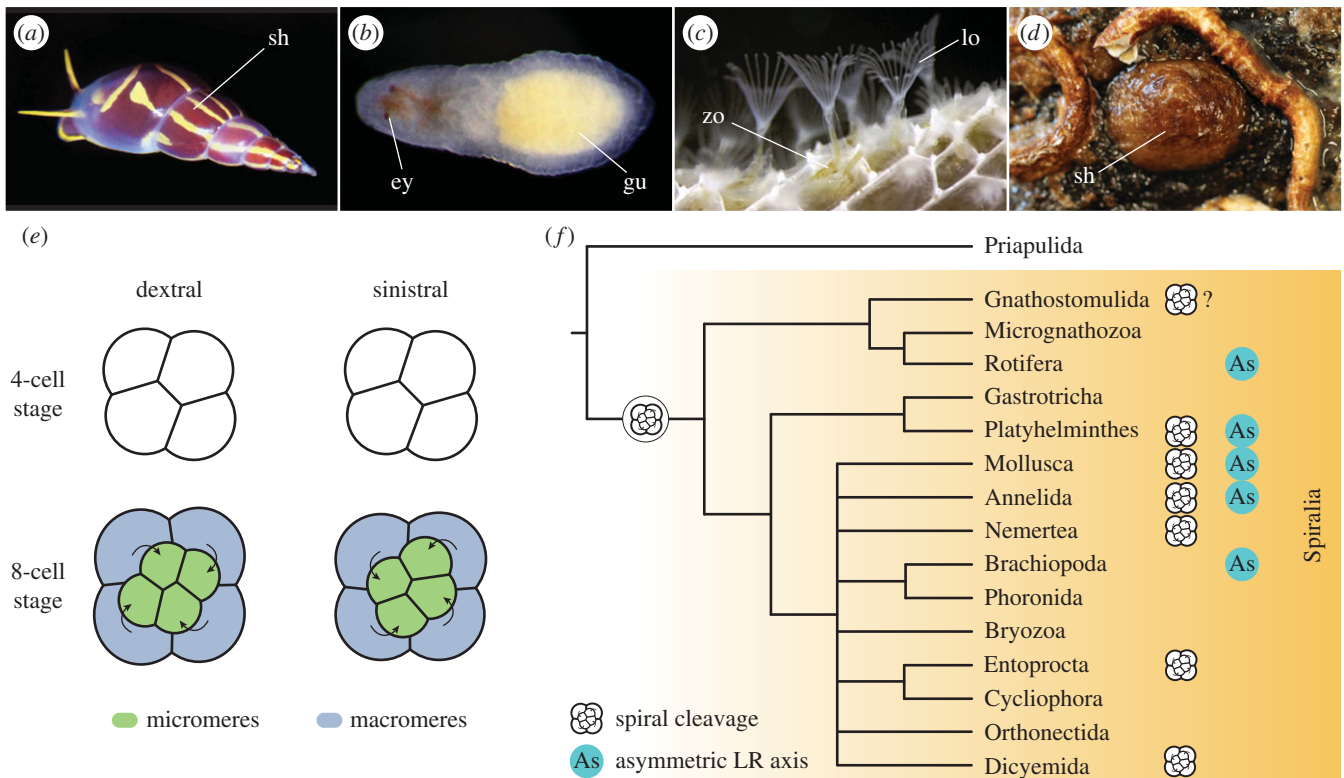 (a)
sh
(b)
ey
gu
(c)
lo
zo
(d)
sh
(e)
dextral
sinistral
4-cell
stage
8-cell
stage
micromeres
macromeres
(f)
Priapulida
Gnathostomulida ?
Micrognathozoa
Rotifera As
Gastrotricha
Platyhelminthes As
Mollusca As
Annelida As
Nemertea
Brachiopoda As
Phoronida
Bryozoa
Entoprocta
Cycliophora
Orthonectida
Dicyemida
Spiralia
spiral cleavage
As asymmetric LR axis